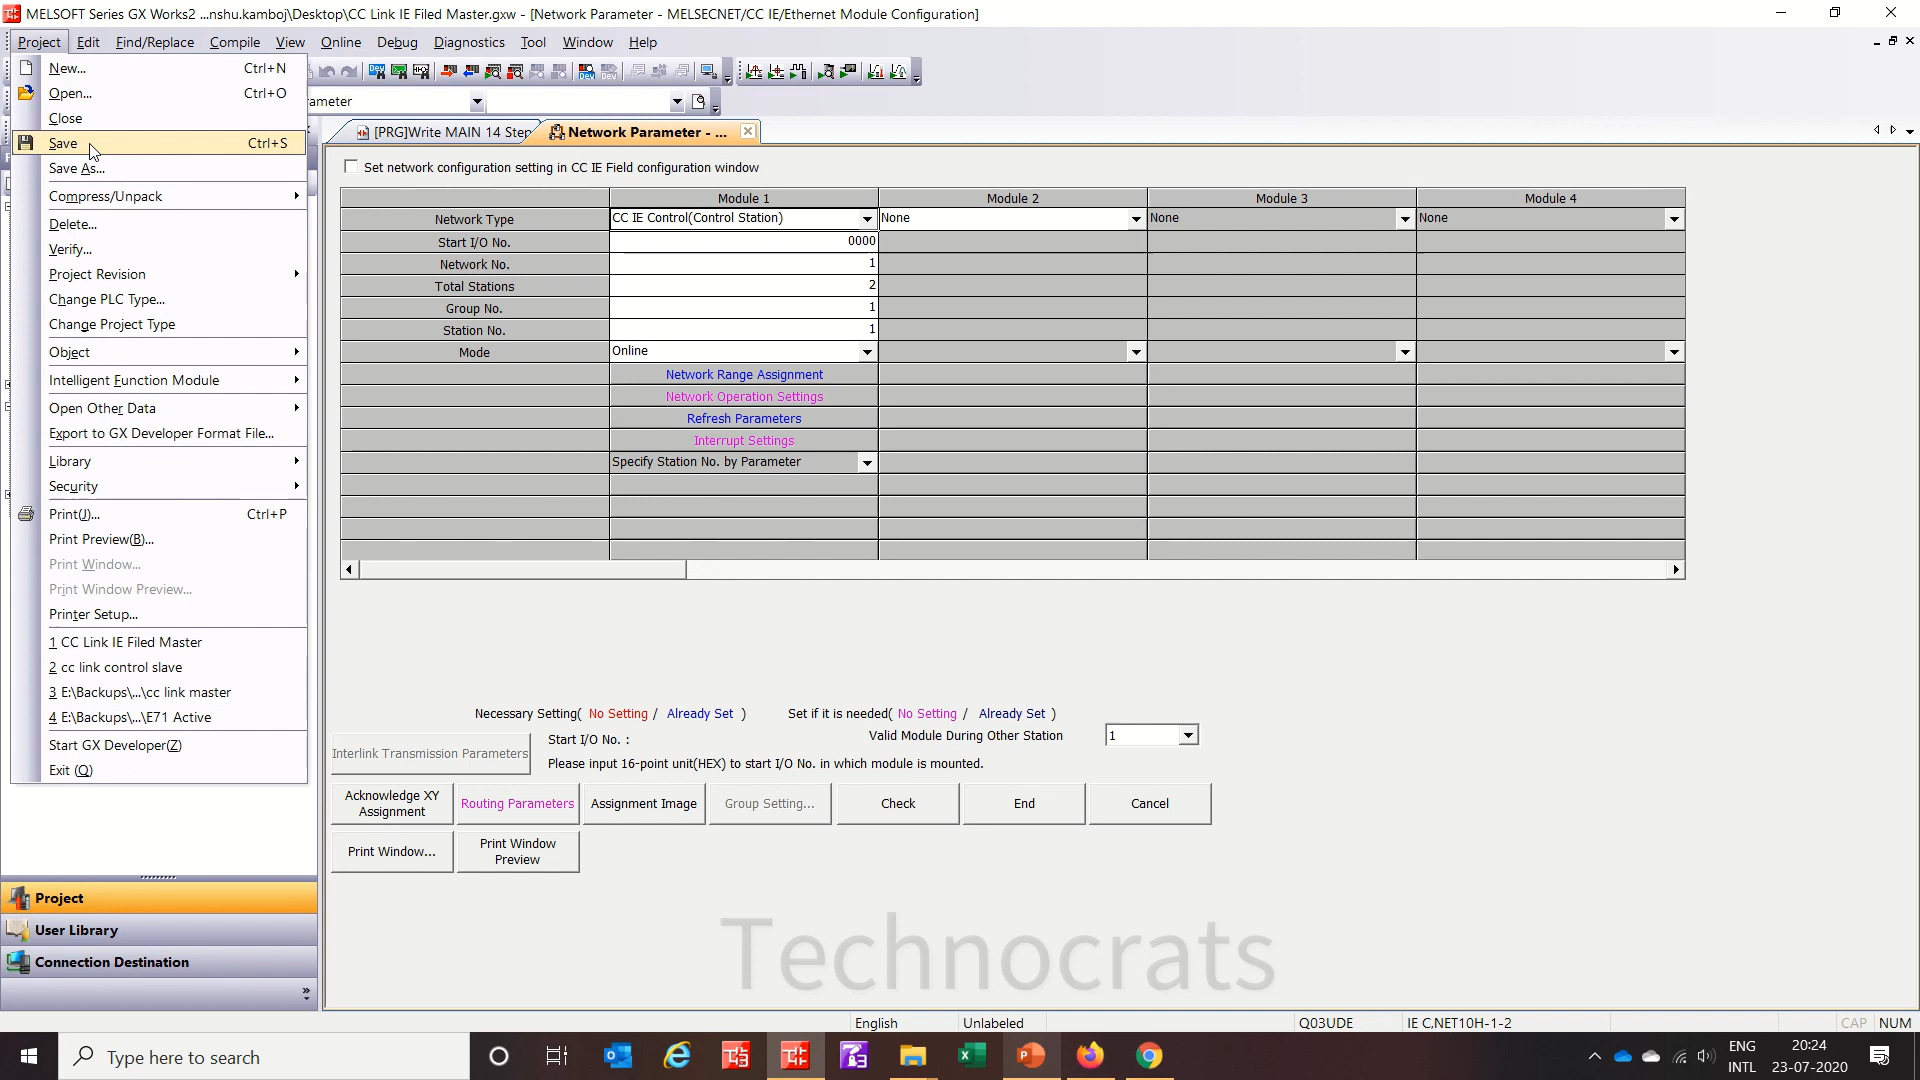 MELSOFT Series GX Works2 ...nshu.kamboj\Desktop\CC Link IE Filed Master.gxw - [Network Parameter - MELSECNET/CC IE/Ethernet Module Configuration]
Project Edit Find/Replace Compile View Online Debug Diagnostics Tool Window Help
New... Ctrl+N
Open... Ctrl+O
Close
Save Ctrl+S
Save As...
Compress/Unpack
Delete...
Verify...
Project Revision
Change PLC Type...
Change Project Type
Object
Intelligent Function Module
Open Other Data
Export to GX Developer Format File...
Library
Security
Print(J)... Ctrl+P
Print Preview(B)...
Print Window...
Print Window Preview...
Printer Setup...
1 CC Link IE Filed Master
2 cc link control slave
3 E:\Backups\...\cc link master
4 E:\Backups\...\E71 Active
Start GX Developer(Z)
Exit (Q)
Project
User Library
Connection Destination
ameter
[PRG]Write MAIN 14 Step
Network Parameter - ...
Set network configuration setting in CC IE Field configuration window
Module 1 Module 2 Module 3 Module 4
Network Type CC IE Control(Control Station) None None None
Start I/O No. 0000
Network No. 1
Total Stations 2
Group No. 1
Station No. 1
Mode Online
Network Range Assignment
Network Operation Settings
Refresh Parameters
Interrupt Settings
Specify Station No. by Parameter
Necessary Setting( No Setting / Already Set ) Set if it is needed( No Setting / Already Set )
Interlink Transmission Parameters
Start I/O No. :
Valid Module During Other Station 1
Please input 16-point unit(HEX) to start I/O No. in which module is mounted.
Acknowledge XY Assignment
Routing Parameters
Assignment Image
Group Setting...
Check
End
Cancel
Print Window...
Print Window Preview
Technocrats
English Unlabeled Q03UDE IE C,NET10H-1-2 CAP NUM
Type here to search
ENG
INTL
20:24
23-07-2020